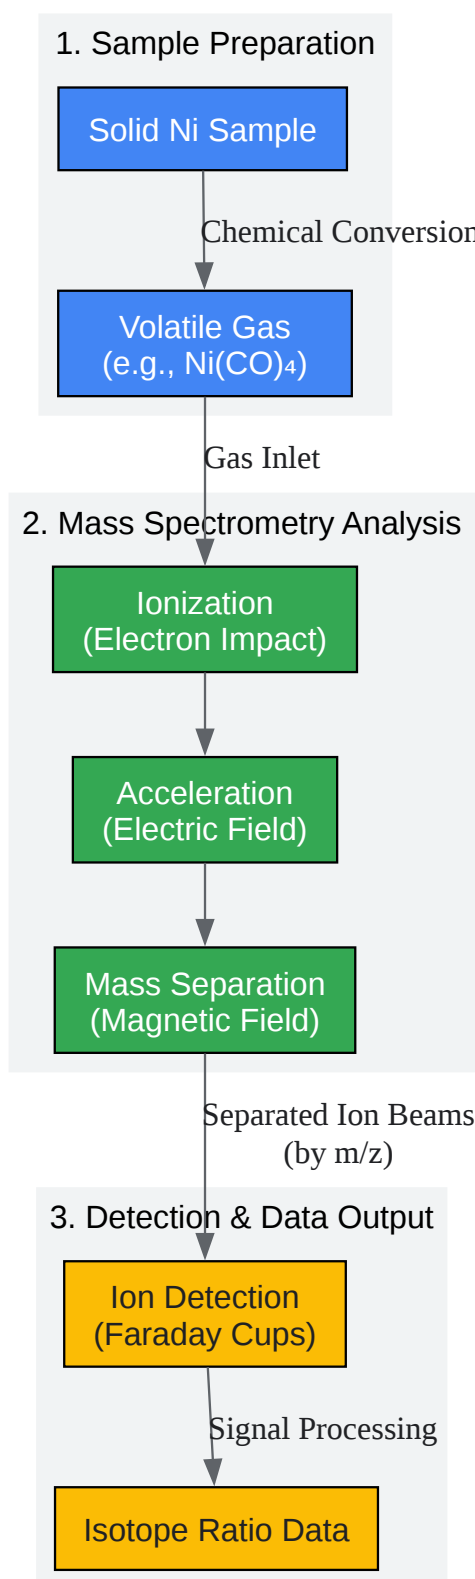 1. Sample Preparation
Solid Ni Sample
Chemical Conversion
Volatile Gas
(e.g., Ni(CO)₄)
Gas Inlet
2. Mass Spectrometry Analysis
Ionization
(Electron Impact)
Acceleration
(Electric Field)
Mass Separation
(Magnetic Field)
Separated Ion Beams
(by m/z)
3. Detection & Data Output
Ion Detection
(Faraday Cups)
Signal Processing
Isotope Ratio Data